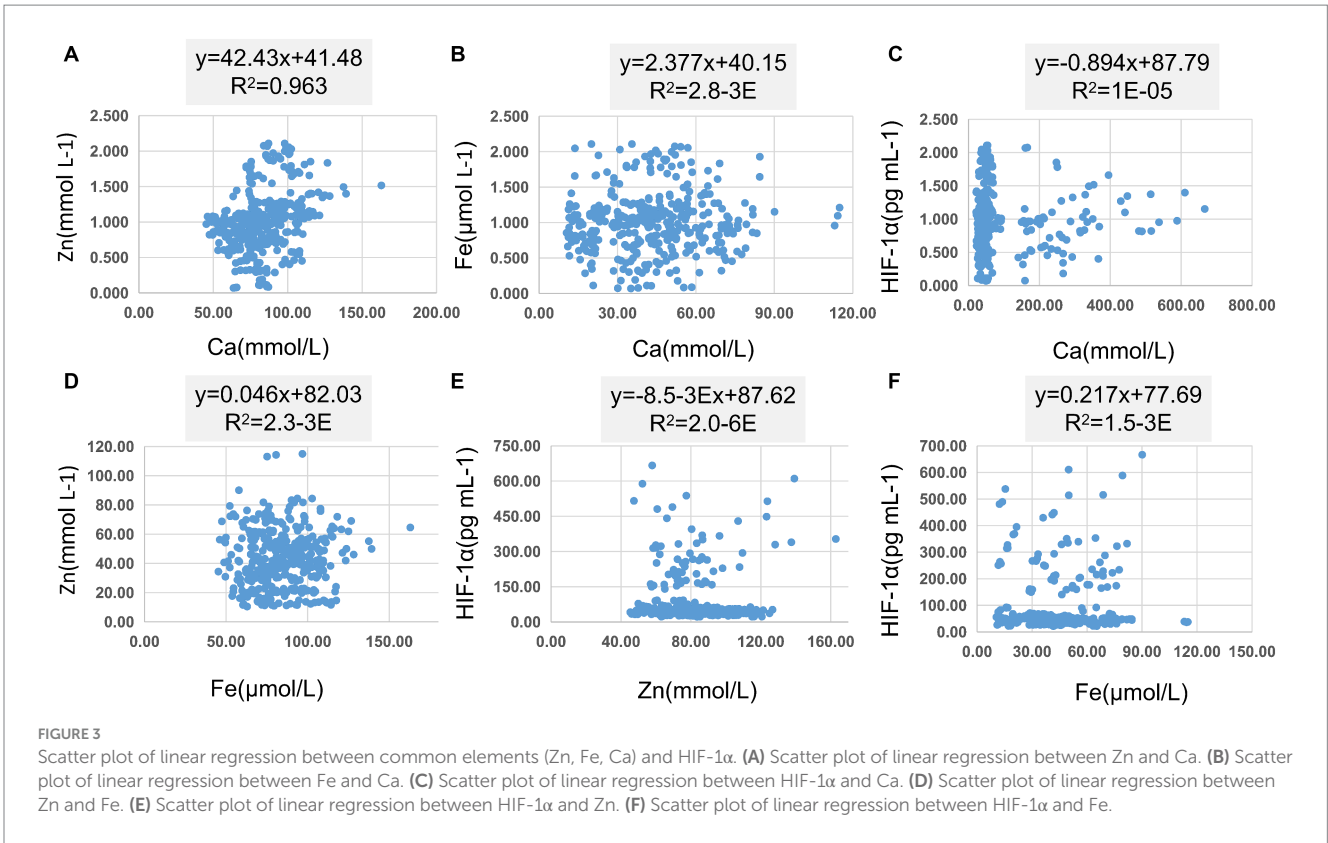 A
y=42.43x+41.48
R²=0.963
Zn(mmol L-1)
2.500
2.000
1.500
1.000
0.500
0.000
0.00 50.00 100.00 150.00 200.00
Ca(mmol/L)
B
y=2.377x+40.15
R²=2.8-3E
Fe(μmol L-1)
2.500
2.000
1.500
1.000
0.500
0.000
0.00 30.00 60.00 90.00 120.00
Ca(mmol/L)
C
y=-0.894x+87.79
R²=1E-05
HIF-1α(pg mL-1)
2.500
2.000
1.500
1.000
0.500
0.000
0.00 200.00 400.00 600.00 800.00
Ca(mmol/L)
D
y=0.046x+82.03
R²=2.3-3E
Zn(mmol L-1)
120.00
100.00
80.00
60.00
40.00
20.00
0.00
0.00 50.00 100.00 150.00
Fe(μmol/L)
E
y=-8.5-3Ex+87.62
R²=2.0-6E
HIF-1α(pg mL-1)
750.00
600.00
450.00
300.00
150.00
0.00
0.00 40.00 80.00 120.00 160.00
Zn(mmol/L)
F
y=0.217x+77.69
R²=1.5-3E
HIF-1α(pg mL-1)
700.00
600.00
500.00
400.00
300.00
200.00
100.00
0.00
0.00 30.00 60.00 90.00 120.00 150.00
Fe(μmol/L)
FIGURE 3
Scatter plot of linear regression between common elements (Zn, Fe, Ca) and HIF-1α. (A) Scatter plot of linear regression between Zn and Ca. (B) Scatter
plot of linear regression between Fe and Ca. (C) Scatter plot of linear regression between HIF-1α and Ca. (D) Scatter plot of linear regression between
Zn and Fe. (E) Scatter plot of linear regression between HIF-1α and Zn. (F) Scatter plot of linear regression between HIF-1α and Fe.